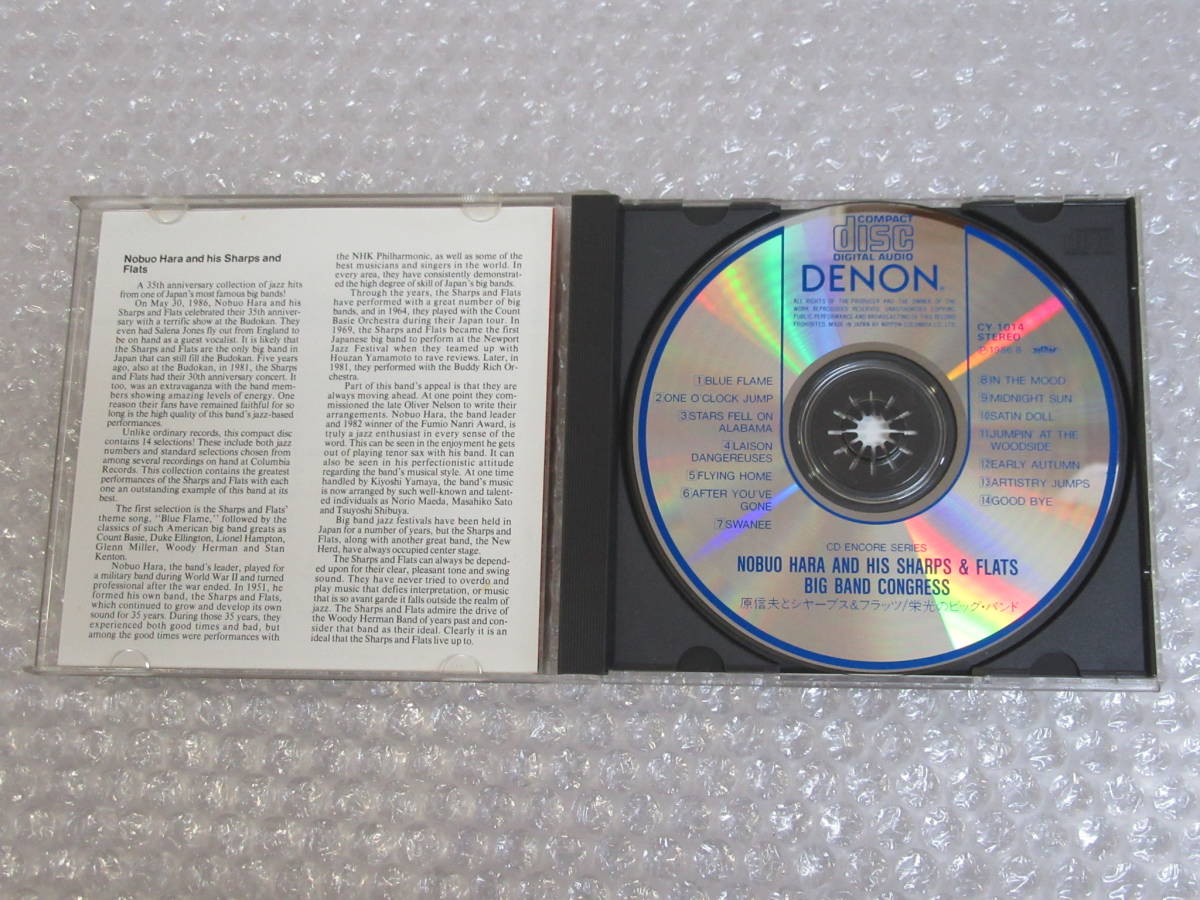 Nobuo Hara and his Sharps and
Flats
A 35th anniversary collection of jazz hits
from one of Japan's most famous big bands!
On May 30, 1986, Nobuo Hara and his
Sharps and Flats celebrated their 35th anniver-
sary with a terrific show at the Budokan. They
even had Salena Jones fly out from England to
be on hand as a guest vocalist. It is likely that
the Sharps and Flats are the only big band in
Japan that can still fill the Budokan. Five years
ago, also at the Budokan, in 1981, the Sharps
and Flats had their 30th anniversary concert. It
too, was an extravaganza with the band mem-
bers showing amazing levels of energy. One
reason their fans have remained faithful for so
long is the high quality of this band's jazz-based
performances.
Unlike ordinary records, this compact disc
contains 14 selections! These include both jazz
numbers and standard selections chosen from
among several recordings on hand at Columbia
Records. This collection contains the greatest
performances of the Sharps and Flats with each
one an outstanding example of this band at its
best.
The first selection is the Sharps and Flats'
theme song, "Blue Flame," followed by the
classics of such American big band greats as
Count Basie, Duke Ellington, Lionel Hampton,
Glenn Miller, Woody Herman and Stan
Kenton.
Nobuo Hara, the band's leader, played for
a military band during World War II and turned
professional after the war ended. In 1951, he
formed his own band, the Sharps and Flats,
which continued to grow and develop its own
sound for 35 years. During those 35 years, they
experienced both good times and bad, but
among the good times were performances with
the NHK Philharmonic, as well as some of the
best musicians and singers in the world. In
every area, they have consistently demonstrat-
ed the high degree of skill of Japan's big bands.
Through the years, the Sharps and Flats
have performed with a great number of big
bands, and in 1964, they played with the Count
Basie Orchestra during their Japan tour. In
1969, the Sharps and Flats became the first
Japanese big band to perform at the Newport
Jazz Festival when they teamed up with
Houzan Yamamoto to rave reviews. Later, in
1981, they performed with the Buddy Rich Or-
chestra.
Part of this band's appeal is that they are
always moving ahead. At one point they com-
missioned the late Oliver Nelson to write their
arrangements. Nobuo Hara, the band leader
and 1982 winner of the Fumio Nanri Award, is
truly a jazz enthusiast in every sense of the
word. This can be seen in the enjoyment he gets
out of playing tenor sax with his band. It can
also be seen in his perfectionistic attitude
regarding the band's musical style. At one time
handled by Kiyoshi Yamaya, the band's music
is now arranged by such well-known and talent-
ed individuals as Norio Maeda, Masahiko Sato
and Tsuyoshi Shibuya.
Big band jazz festivals have been held in
Japan for a number of years, but the Sharps and
Flats, along with another great band, the New
Herd, have always occupied center stage.
The Sharps and Flats can always be depend-
ed upon for their clear, pleasant tone and swing
sound. They have never tried to overdo and
play music that defies interpretation, or music
that is so avant garde it falls outside the realm of
jazz. The Sharps and Flats admire the drive of
the Woody Herman Band of years past and con-
sider that band as their ideal. Clearly it is an
ideal that the Sharps and Flats live up to.
COMPACT
disc
DIGITAL AUDIO
DENON
ALL RIGHTS OF THE PRODUCER AND THE OWNER OF THE
WORK REPRODUCED RESERVED. UNAUTHORIZED COPYING,
PUBLIC PERFORMANCE AND BROADCASTING OF THIS RECORD
PROHIBITED. MADE IN JAPAN BY NIPPON COLUMBIA CO., LTD.
CY-1014
STEREO
℗1986.8
1 BLUE FLAME
2 ONE O'CLOCK JUMP
3 STARS FELL ON
ALABAMA
4 LAISON
DANGEREUSES
5 FLYING HOME
6 AFTER YOU'VE
GONE
7 SWANEE
8 IN THE MOOD
9 MIDNIGHT SUN
10 SATIN DOLL
11 JUMPIN' AT THE
WOODSIDE
12 EARLY AUTUMN
13 ARTISTRY JUMPS
14 GOOD BYE
CD ENCORE SERIES
NOBUO HARA AND HIS SHARPS & FLATS
BIG BAND CONGRESS
原信夫とシャープス&フラッツ/栄光のビッグ・バンド